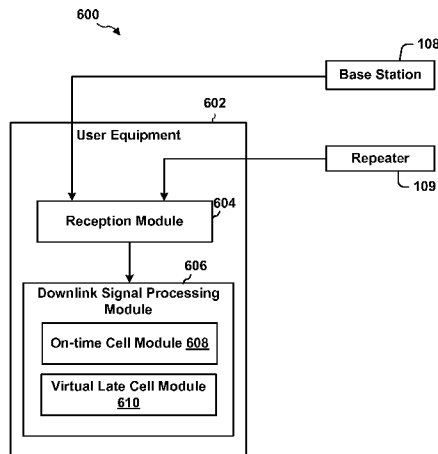 600
108
Base Station
602
User Equipment
Repeater
109
Reception Module
604
606
Downlink Signal Processing
Module
On-time Cell Module 608
Virtual Late Cell Module
610